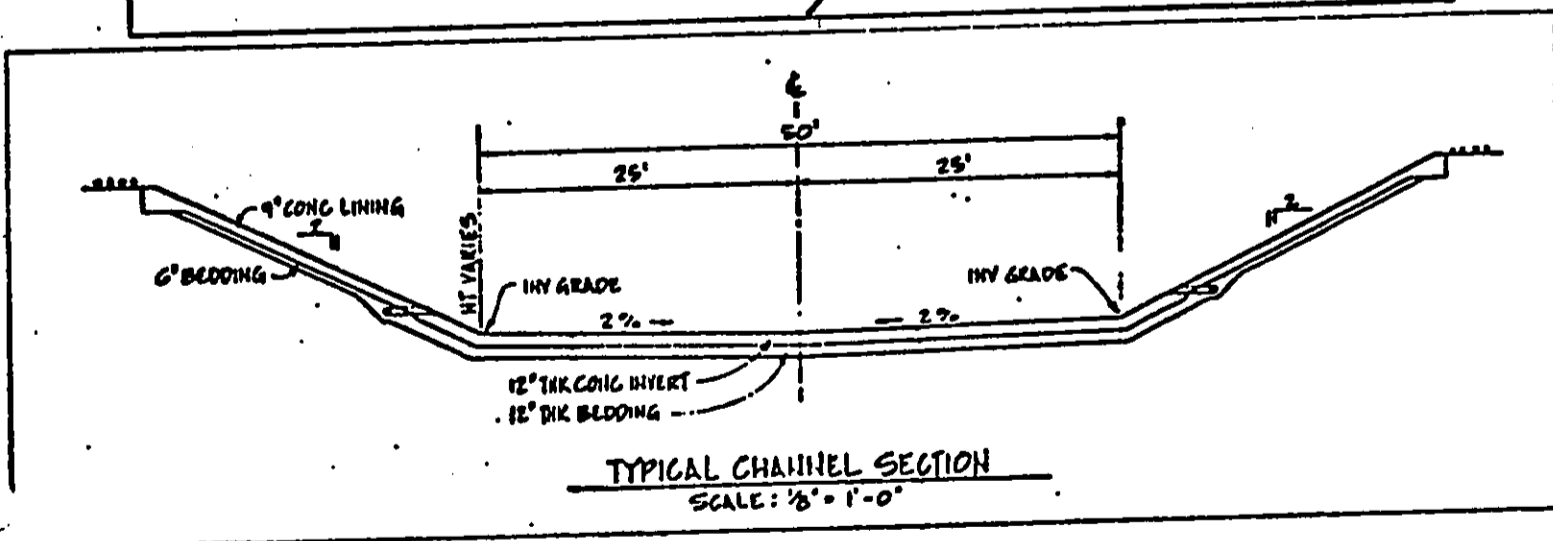 ℄
50'
25'
25'
9" CONC LINING
2
1
6" BEDDING
HT VARIES
INV GRADE
INV GRADE
2
1
2%
2%
12" THK CONC INVERT
12" THK BEDDING
TYPICAL CHANNEL SECTION
SCALE: 1/8" = 1'-0"